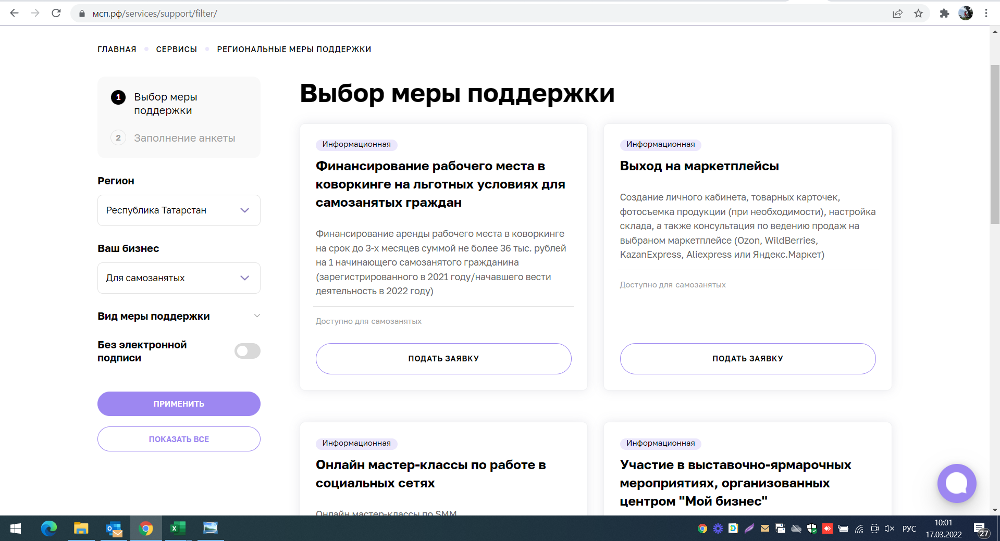 мсп.рф/services/support/filter/
ГЛАВНАЯ СЕРВИСЫ РЕГИОНАЛЬНЫЕ МЕРЫ ПОДДЕРЖКИ
1 Выбор меры
поддержки
2 Заполнение анкеты
Регион
Республика Татарстан
Ваш бизнес
Для самозанятых
Вид меры поддержки
Без электронной
подписи
ПРИМЕНИТЬ
ПОКАЗАТЬ ВСЕ
Выбор меры поддержки
Информационная
Финансирование рабочего места в
коворкинге на льготных условиях для
самозанятых граждан
Финансирование аренды рабочего места в коворкинге
на срок до 3-х месяцев суммой не более 36 тыс. рублей
на 1 начинающего самозанятого гражданина
(зарегистрированного в 2021 году/начавшего вести
деятельность в 2022 году)
Доступно для самозанятых
ПОДАТЬ ЗАЯВКУ
Информационная
Выход на маркетплейсы
Создание личного кабинета, товарных карточек,
фотосъемка продукции (при необходимости), настройка
склада, а также консультация по ведению продаж на
выбраном маркетплейсе (Ozon, WildBerries,
KazanExpress, Aliexpress или Яндекс.Маркет)
Доступно для самозанятых
ПОДАТЬ ЗАЯВКУ
Информационная
Онлайн мастер-классы по работе в
социальных сетях
Онлайн мастер-классы по SMM
Информационная
Участие в выставочно-ярмарочных
мероприятиях, организованных
центром "Мой бизнес"
РУС
10:01
17.03.2022
27